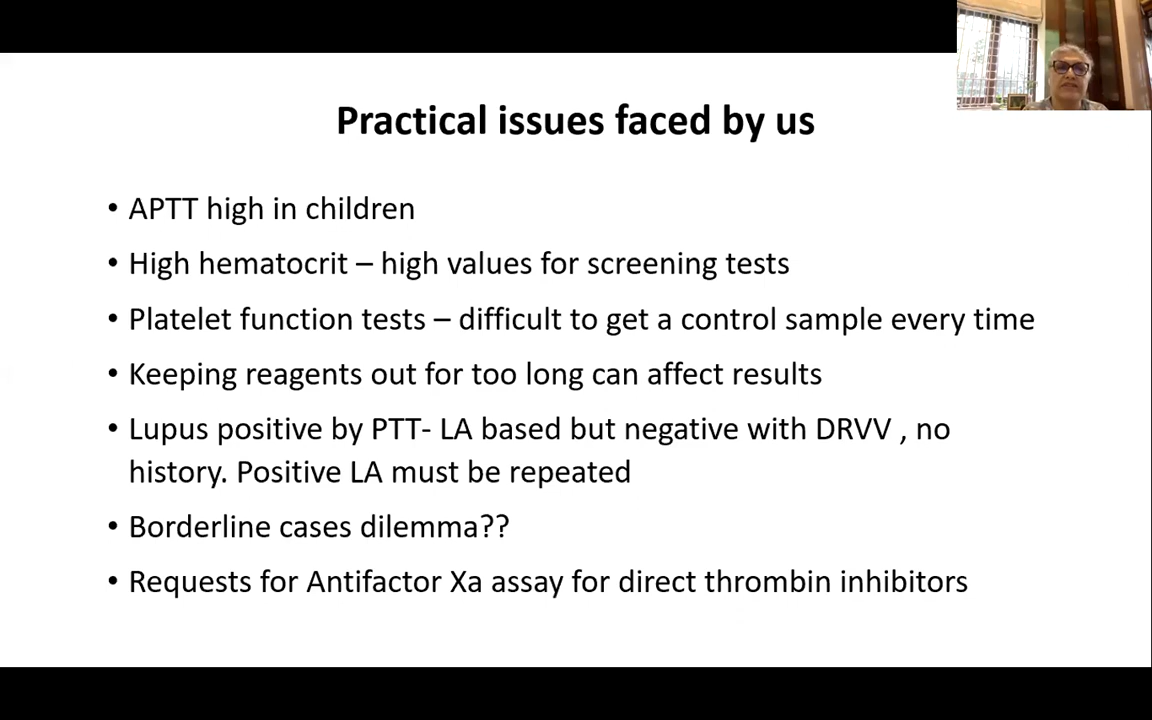 Practical issues faced by us
• APTT high in children
• High hematocrit – high values for screening tests
• Platelet function tests – difficult to get a control sample every time
• Keeping reagents out for too long can affect results
• Lupus positive by PTT- LA based but negative with DRVV , no
history. Positive LA must be repeated
• Borderline cases dilemma??
• Requests for Antifactor Xa assay for direct thrombin inhibitors